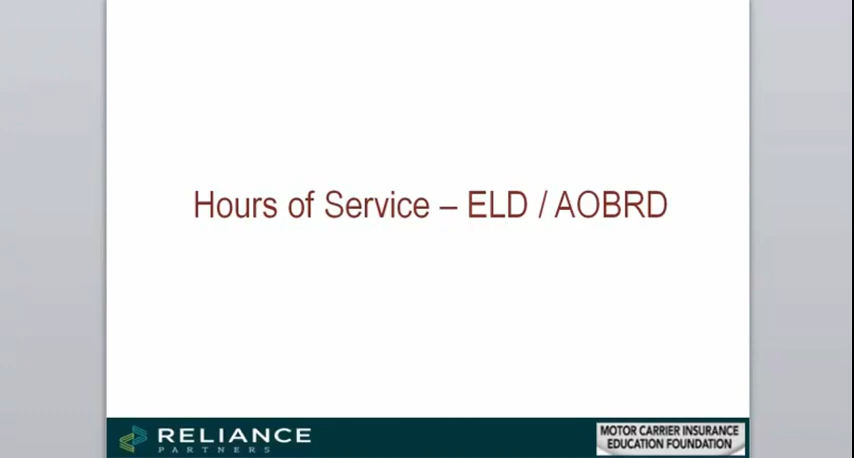 Hours of Service – ELD / AOBRD
RELIANCE
PARTNERS
MOTOR CARRIER INSURANCE
EDUCATION FOUNDATION